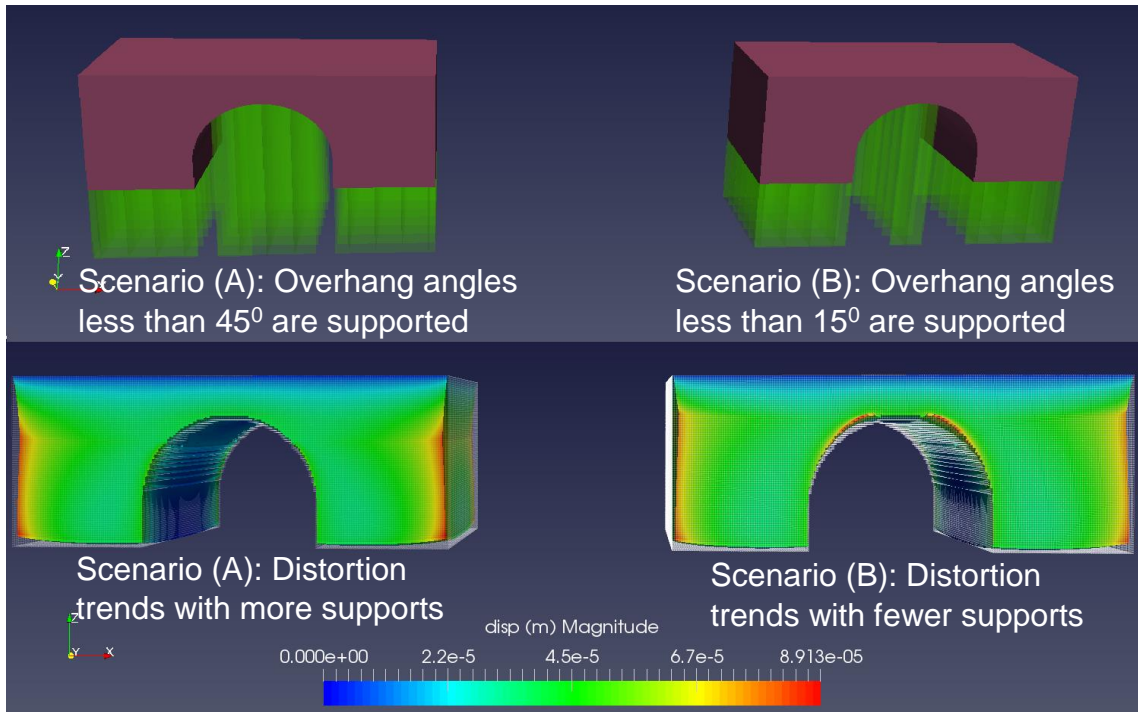 Z
Y
X
Scenario (A): Overhang angles
less than 45⁰ are supported
Scenario (B): Overhang angles
less than 15⁰ are supported
Scenario (A): Distortion
trends with more supports
Scenario (B): Distortion
trends with fewer supports
Z
Y
X
disp (m) Magnitude
0.000e+00 2.2e-5 4.5e-5 6.7e-5 8.913e-05